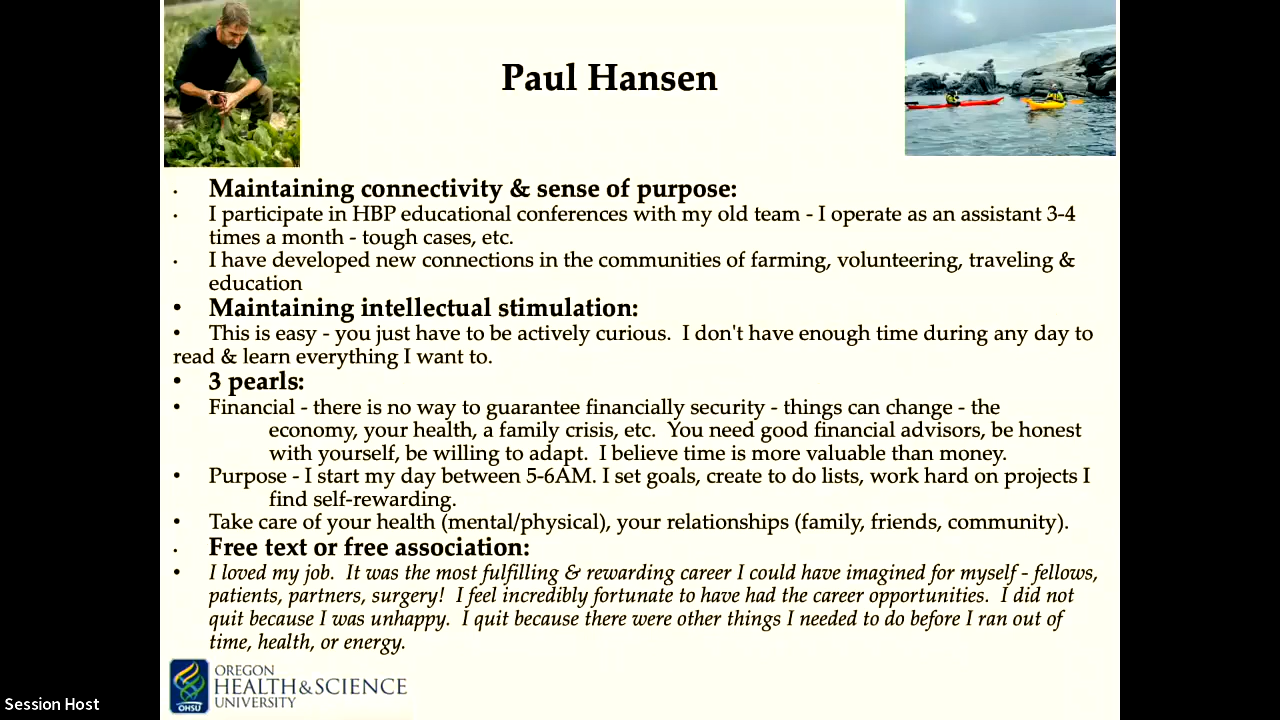 Paul Hansen
• Maintaining connectivity & sense of purpose:
• I participate in HBP educational conferences with my old team - I operate as an assistant 3-4
times a month - tough cases, etc.
• I have developed new connections in the communities of farming, volunteering, traveling &
education
• Maintaining intellectual stimulation:
• This is easy - you just have to be actively curious. I don't have enough time during any day to
read & learn everything I want to.
• 3 pearls:
• Financial - there is no way to guarantee financially security - things can change - the
economy, your health, a family crisis, etc. You need good financial advisors, be honest
with yourself, be willing to adapt. I believe time is more valuable than money.
• Purpose - I start my day between 5-6AM. I set goals, create to do lists, work hard on projects I
find self-rewarding.
• Take care of your health (mental/physical), your relationships (family, friends, community).
• Free text or free association:
• I loved my job. It was the most fulfilling & rewarding career I could have imagined for myself - fellows,
patients, partners, surgery! I feel incredibly fortunate to have had the career opportunities. I did not
quit because I was unhappy. I quit because there were other things I needed to do before I ran out of
time, health, or energy.
OHSU
OREGON
HEALTH&SCIENCE
UNIVERSITY
Session Host